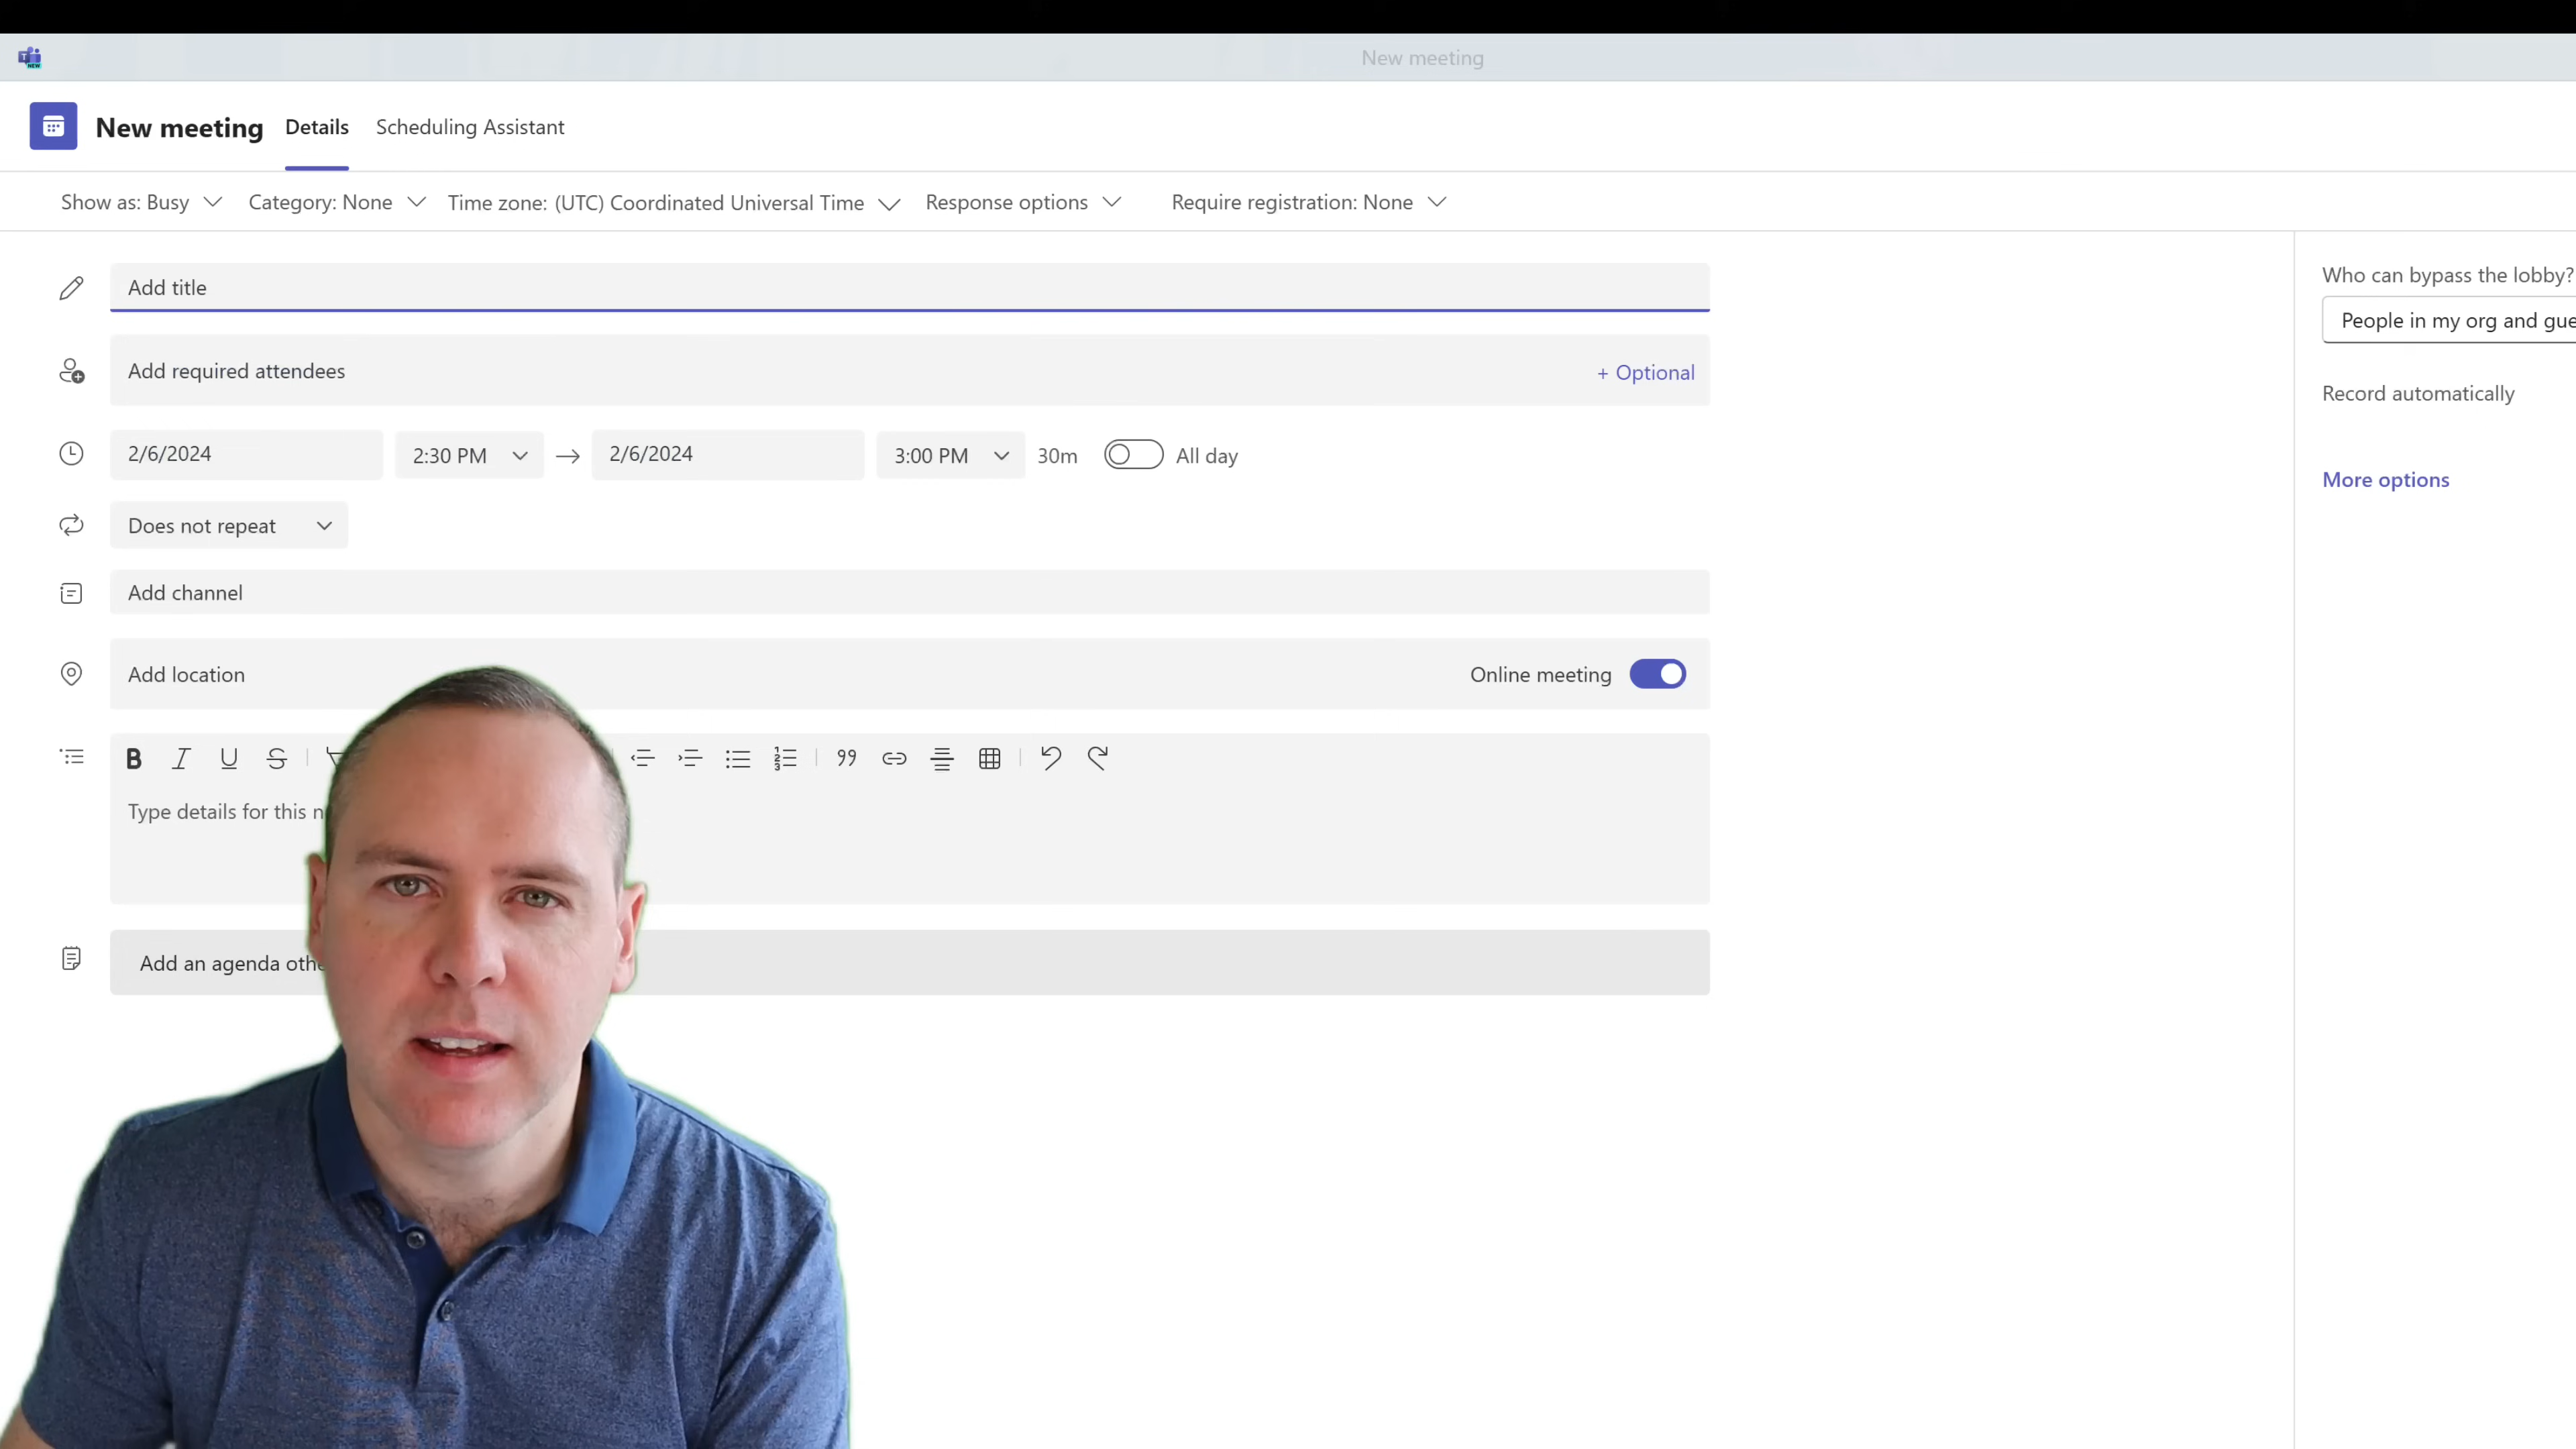 New meeting
New meeting Details Scheduling Assistant
Show as: Busy Category: None Time zone: (UTC) Coordinated Universal Time Response options Require registration: None
Add title
Who can bypass the lobby?
People in my org and gue
Add required attendees + Optional
Record automatically
2/6/2024 2:30 PM → 2/6/2024 3:00 PM 30m All day
More options
Does not repeat
Add channel
Add location Online meeting
B I U S
Type details for this
Add an agenda othe